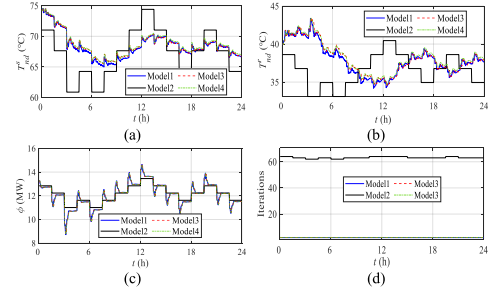 75
70
65
60
T^s_nd (°C)
Model1 Model3
Model2 Model4
0 6 12 18 24
t (h)
(a)
45
40
35
T^r_nd (°C)
Model1 Model3
Model2 Model4
0 6 12 18 24
t (h)
(b)
16
14
12
10
8
ϕ (MW)
Model1 Model3
Model2 Model4
0 6 12 18 24
t (h)
(c)
60
40
20
Iterations
Model1 Model3
Model2 Model3
0 6 12 18 24
t (h)
(d)